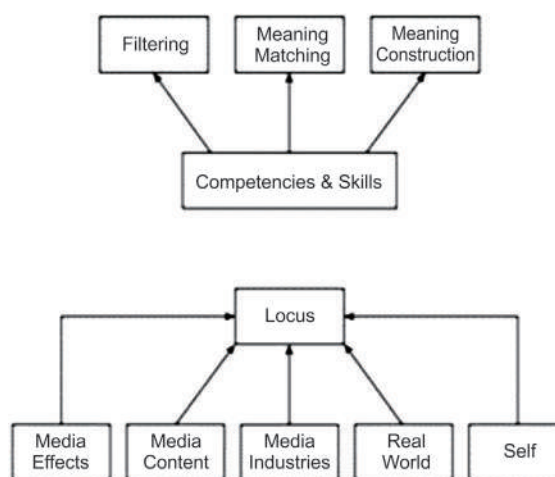 Filtering
Meaning
Matching
Meaning
Construction
Competencies & Skills
Locus
Media
Effects
Media
Content
Media
Industries
Real
World
Self